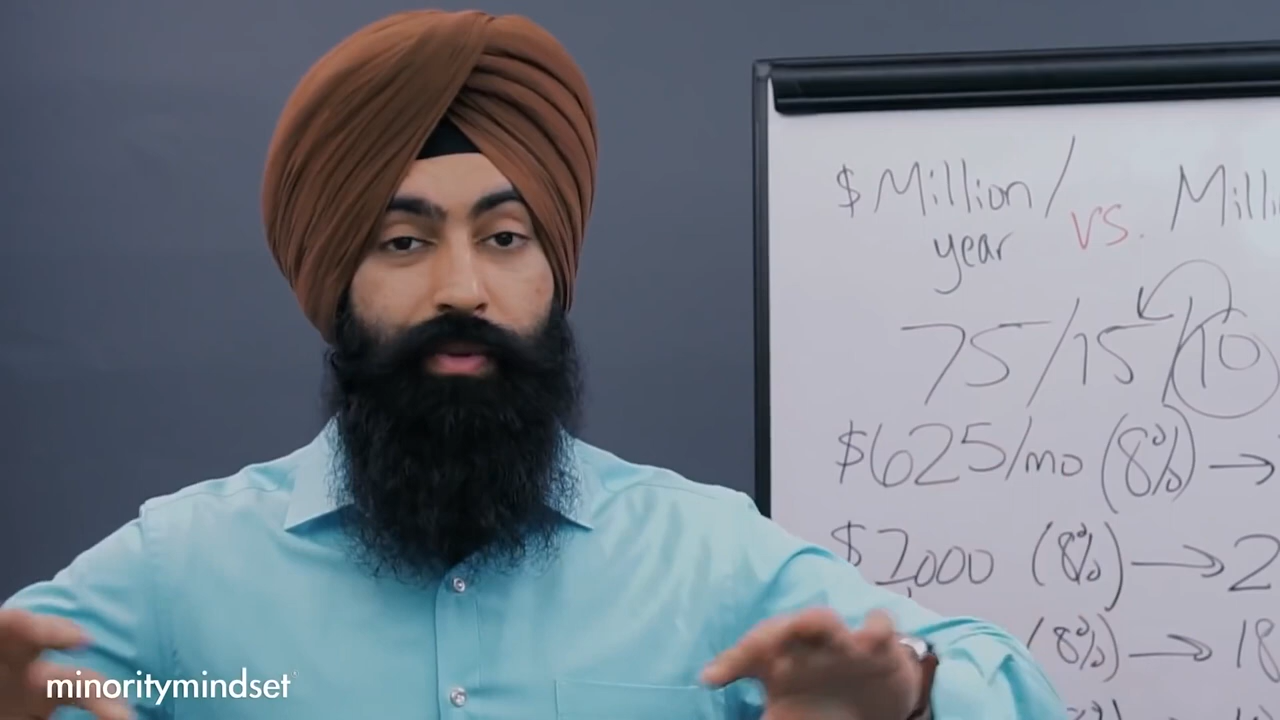 $ Million/ vs.
year
75/15/10
$625/mo (8%) →
$ 2000 (8%) → 2
(8%) → 18
minoritymindset